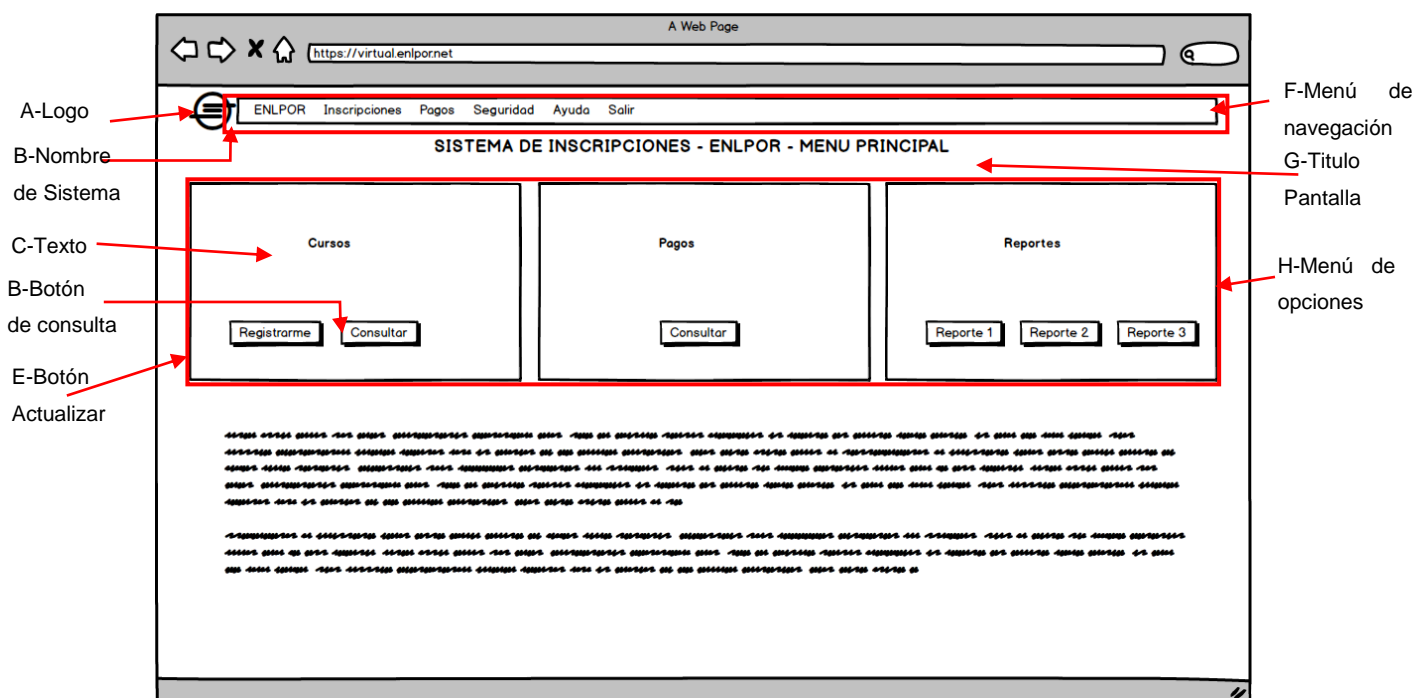 A Web Page
https://virtual.enlpor.net
A-Logo
B-Nombre
de Sistema
C-Texto
B-Botón
de consulta
E-Botón
Actualizar
ENLPOR Inscripciones Pagos Seguridad Ayuda Salir
SISTEMA DE INSCRIPCIONES - ENLPOR - MENU PRINCIPAL
Cursos
Registrarme Consultar
Pagos
Consultar
Reportes
Reporte 1 Reporte 2 Reporte 3
F-Menú de
navegación
G-Titulo
Pantalla
H-Menú de
opciones